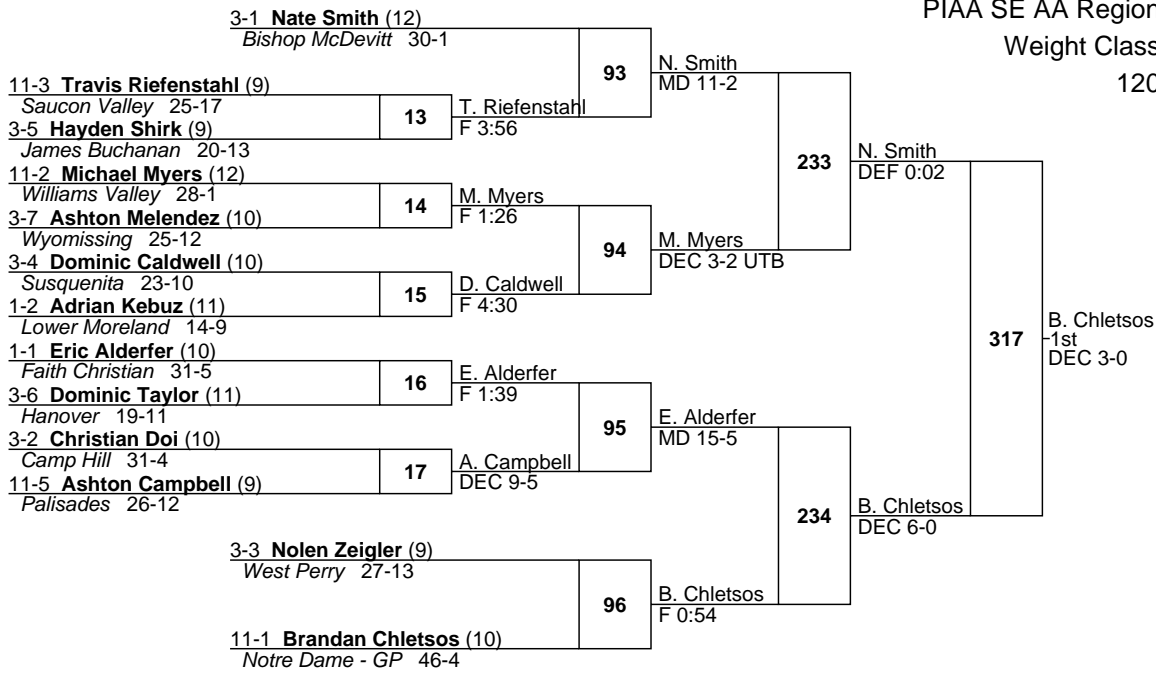 PIAA SE AA Region
Weight Class
120
3-1 Nate Smith (12)
Bishop McDevitt 30-1
93
N. Smith
MD 11-2
11-3 Travis Riefenstahl (9)
Saucon Valley 25-17
13
T. Riefenstahl
F 3:56
3-5 Hayden Shirk (9)
James Buchanan 20-13
233
N. Smith
DEF 0:02
11-2 Michael Myers (12)
Williams Valley 28-1
14
M. Myers
F 1:26
3-7 Ashton Melendez (10)
Wyomissing 25-12
94
M. Myers
DEC 3-2 UTB
3-4 Dominic Caldwell (10)
Susquenita 23-10
15
D. Caldwell
F 4:30
1-2 Adrian Kebuz (11)
Lower Moreland 14-9
317
B. Chletsos
1st
DEC 3-0
1-1 Eric Alderfer (10)
Faith Christian 31-5
16
E. Alderfer
F 1:39
3-6 Dominic Taylor (11)
Hanover 19-11
95
E. Alderfer
MD 15-5
3-2 Christian Doi (10)
Camp Hill 31-4
17
A. Campbell
DEC 9-5
11-5 Ashton Campbell (9)
Palisades 26-12
234
B. Chletsos
DEC 6-0
3-3 Nolen Zeigler (9)
West Perry 27-13
96
B. Chletsos
F 0:54
11-1 Brandan Chletsos (10)
Notre Dame - GP 46-4